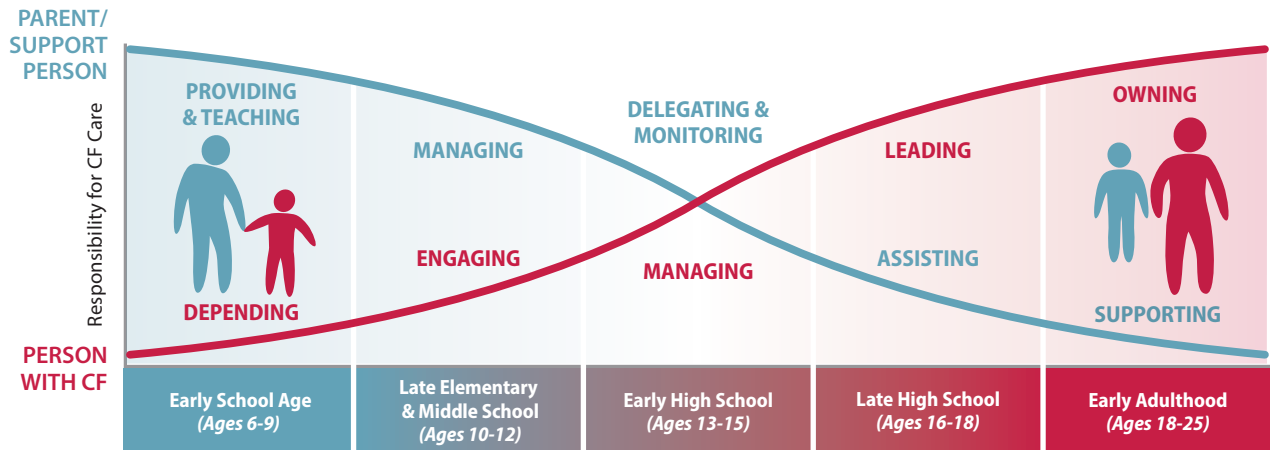 PARENT/
SUPPORT
PERSON
Responsibility for CF Care
PERSON
WITH CF
PROVIDING
& TEACHING
DEPENDING
MANAGING
ENGAGING
DELEGATING &
MONITORING
MANAGING
LEADING
ASSISTING
OWNING
SUPPORTING
Early School Age
(Ages 6-9)
Late Elementary
& Middle School
(Ages 10-12)
Early High School
(Ages 13-15)
Late High School
(Ages 16-18)
Early Adulthood
(Ages 18-25)